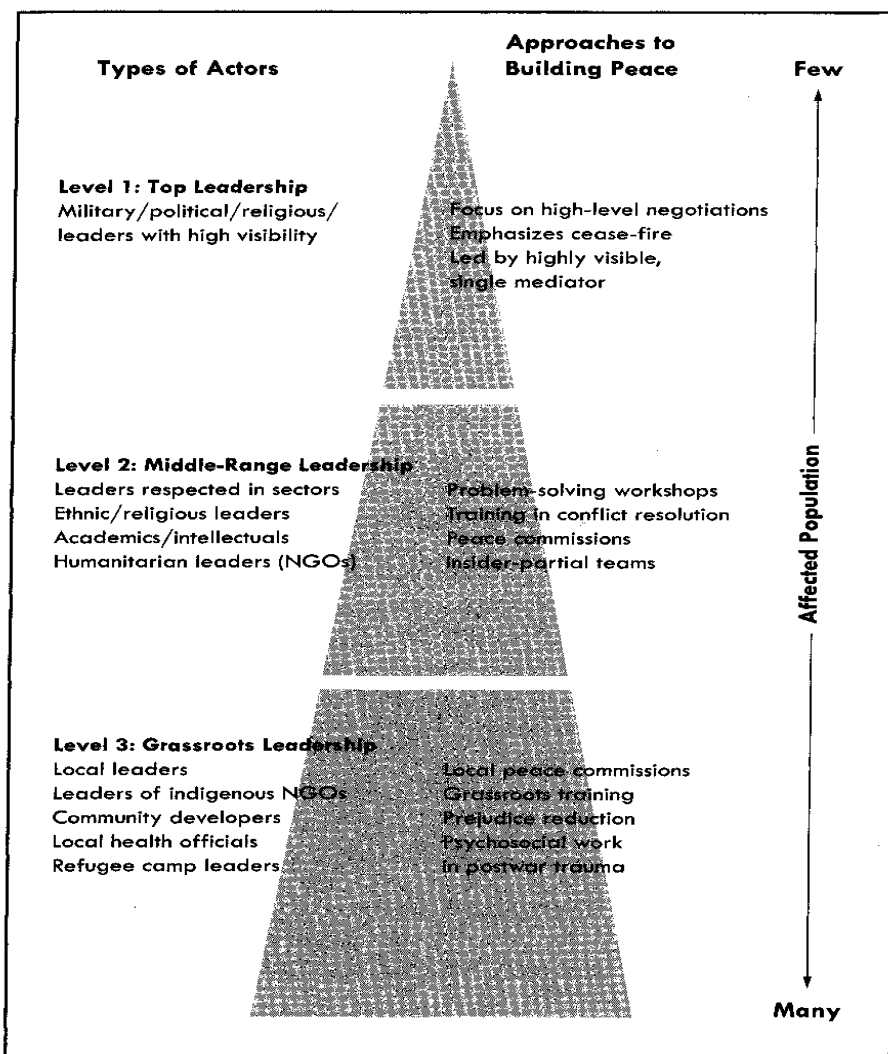 Types of Actors
Approaches to
Building Peace
Few
Level 1: Top Leadership
Military/political/religious/
leaders with high visibility
Focus on high-level negotiations
Emphasizes cease-fire
Led by highly visible,
single mediator
Level 2: Middle-Range Leadership
Leaders respected in sectors
Ethnic/religious leaders
Academics/intellectuals
Humanitarian leaders (NGOs)
Problem-solving workshops
Training in conflict resolution
Peace commissions
Insider-partial teams
Affected Population
Level 3: Grassroots Leadership
Local leaders
Leaders of indigenous NGOs
Community developers
Local health officials
Refugee camp leaders
Local peace commissions
Grassroots training
Prejudice reduction
Psychosocial work
in postwar trauma
Many